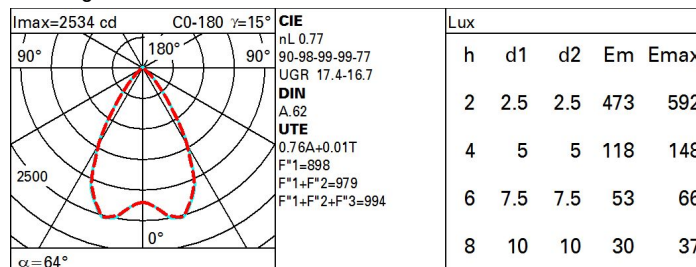 Imax=2534 cd C0-180 γ=15°
90° 180° 90°
2500
0°
α=64°
CIE
nL 0.77
90-98-99-99-77
UGR 17.4-16.7
DIN
A.62
UTE
0.76A+0.01T
F"1=898
F"1+F"2=979
F"1+F"2+F"3=994
Lux
h d1 d2 Em Emax
2 2.5 2.5 473 592
4 5 5 118 148
6 7.5 7.5 53 66
8 10 10 30 37